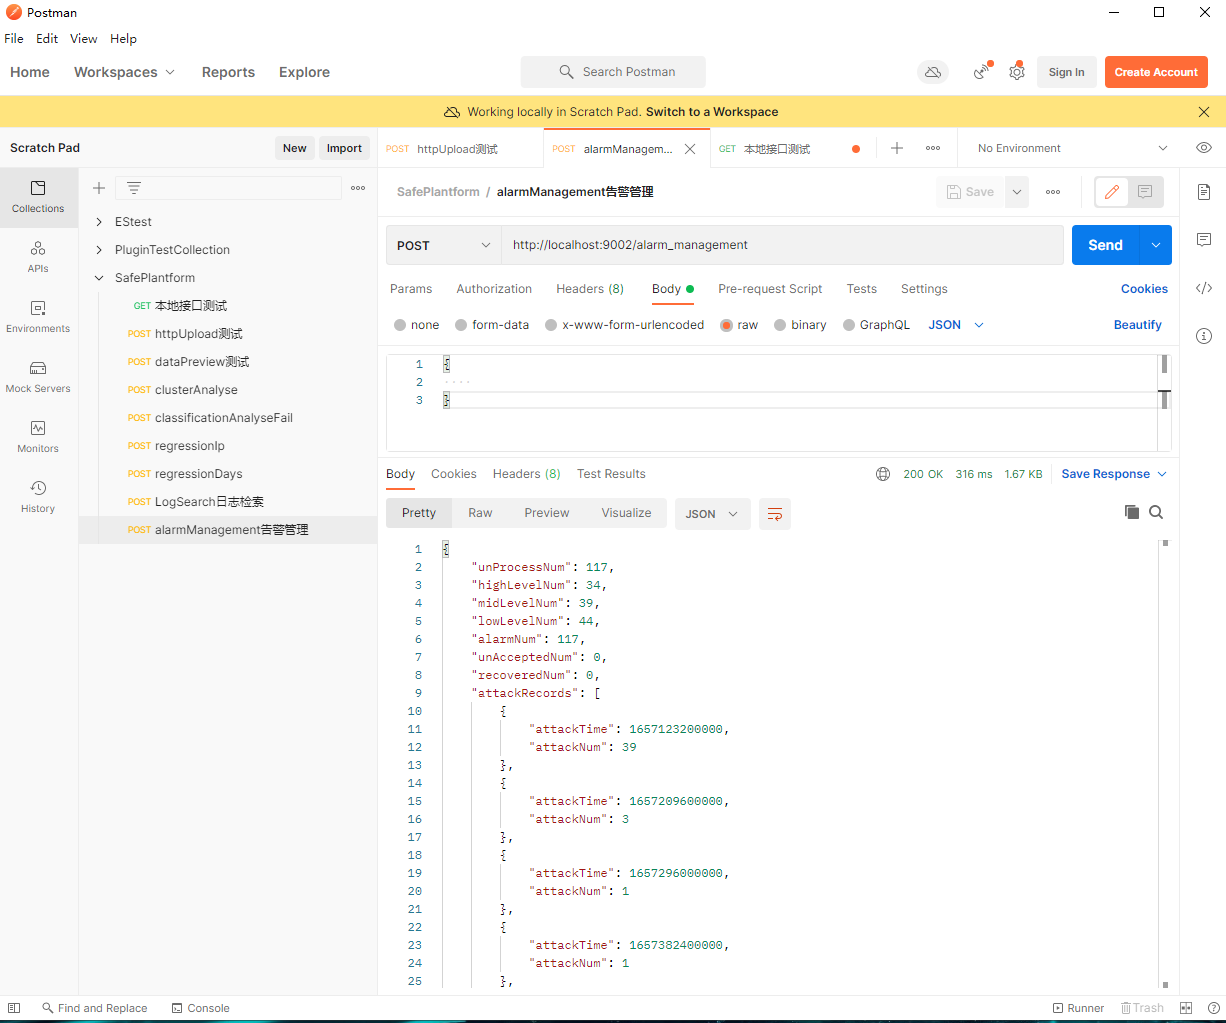 Postman
File Edit View Help
Home Workspaces Reports Explore Search Postman Sign In Create Account
Working locally in Scratch Pad. Switch to a Workspace
Scratch Pad New Import
POST httpUpload测试 POST alarmManagem... GET 本地接口测试 No Environment
Collections
APIs
Environments
Mock Servers
Monitors
History
EStest
PluginTestCollection
SafePlantform
GET 本地接口测试
POST httpUpload测试
POST dataPreview测试
POST clusterAnalyse
POST classificationAnalyseFail
POST regressionIp
POST regressionDays
POST LogSearch日志检索
POST alarmManagement告警管理
SafePlantform / alarmManagement告警管理 Save
POST http://localhost:9002/alarm_management Send
Params Authorization Headers (8) Body Pre-request Script Tests Settings Cookies
none form-data x-www-form-urlencoded raw binary GraphQL JSON Beautify
1 {
2 ····
3 }
Body Cookies Headers (8) Test Results 200 OK 316 ms 1.67 KB Save Response
Pretty Raw Preview Visualize JSON
1 {
2 "unProcessNum": 117,
3 "highLevelNum": 34,
4 "midLevelNum": 39,
5 "lowLevelNum": 44,
6 "alarmNum": 117,
7 "unAcceptedNum": 0,
8 "recoveredNum": 0,
9 "attackRecords": [
10 {
11 "attackTime": 1657123200000,
12 "attackNum": 39
13 },
14 {
15 "attackTime": 1657209600000,
16 "attackNum": 3
17 },
18 {
19 "attackTime": 1657296000000,
20 "attackNum": 1
21 },
22 {
23 "attackTime": 1657382400000,
24 "attackNum": 1
25 },
Find and Replace Console Runner Trash